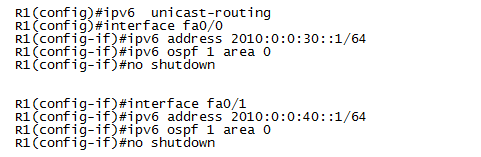 R1(config)#ipv6  unicast-routing
R1(config)#interface fa0/0
R1(config-if)#ipv6 address 2010:0:0:30::1/64
R1(config-if)#ipv6 ospf 1 area 0
R1(config-if)#no shutdown
R1(config-if)#interface fa0/1
R1(config-if)#ipv6 address 2010:0:0:40::1/64
R1(config-if)#ipv6 ospf 1 area 0
R1(config-if)#no shutdown